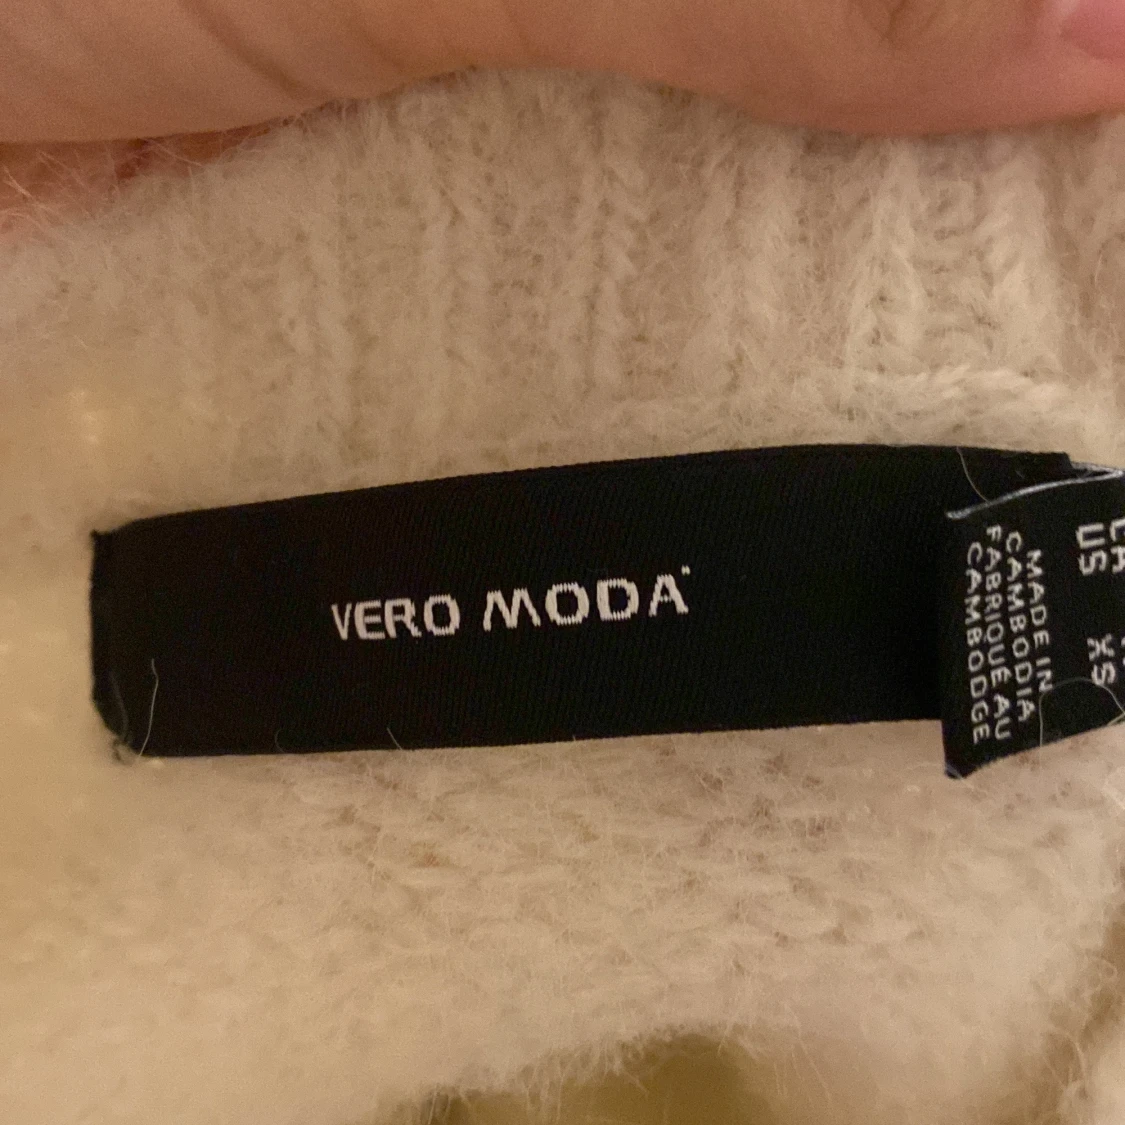 VERO MODA
US XS
MADE IN
CAMBODIA
FABRIQUÉ AU
CAMBODGE